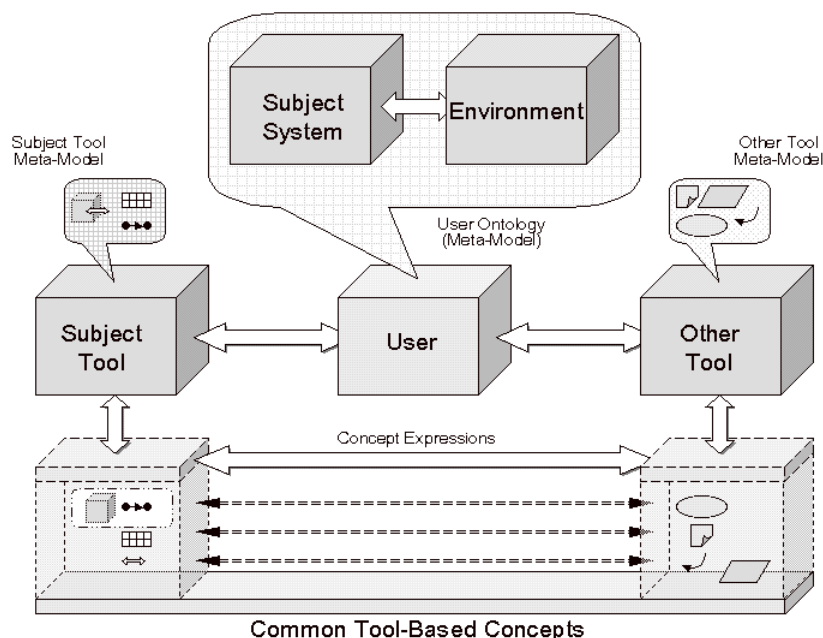 Subject
System
Environment
Subject Tool
Meta-Model
Other Tool
Meta-Model
User Ontology
(Meta-Model)
Subject
Tool
User
Other
Tool
Concept Expressions
Common Tool-Based Concepts